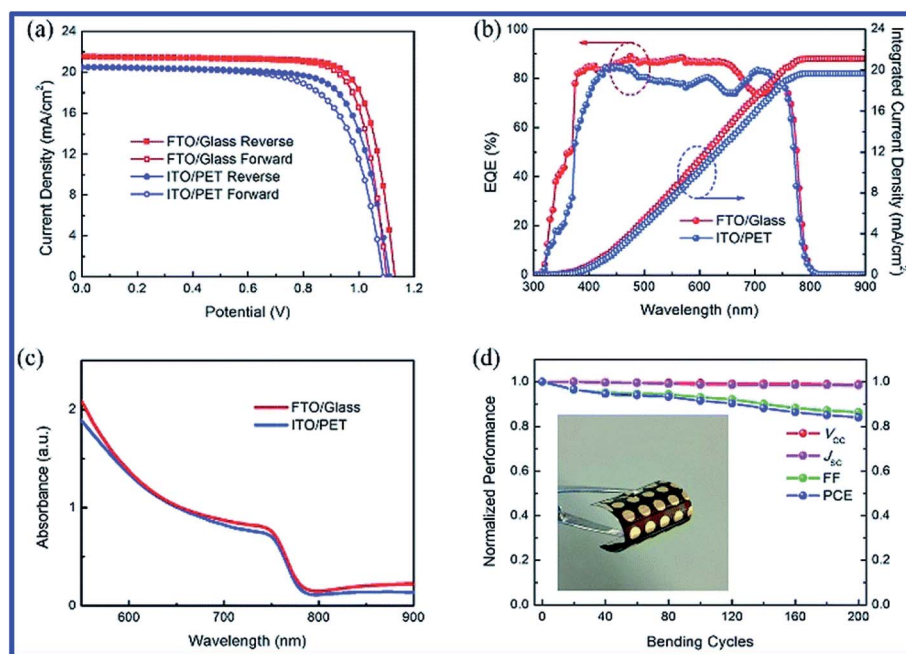 (a)
24
20
16
12
8
4
0
Current Density (mA/cm²)
FTO/Glass Reverse
FTO/Glass Forward
ITO/PET Reverse
ITO/PET Forward
0.0 0.2 0.4 0.6 0.8 1.0 1.2
Potential (V)
(b)
100
80
60
40
20
0
EQE (%)
FTO/Glass
ITO/PET
24
20
16
12
8
4
0
Integrated Current Density (mA/cm²)
300 400 500 600 700 800 900
Wavelength (nm)
(c)
2
1
0
Absorbance (a.u.)
FTO/Glass
ITO/PET
600 700 800 900
Wavelength (nm)
(d)
1.0
0.8
0.6
0.4
0.2
0.0
Normalized Performance
V_OC
J_SC
FF
PCE
1.0
0.8
0.6
0.4
0.2
0.0
0 40 80 120 160 200
Bending Cycles